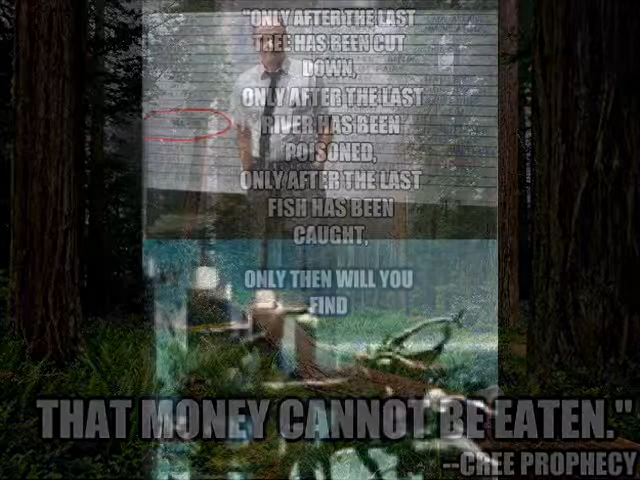 "ONLY AFTER THE LAST
TREE HAS BEEN CUT
DOWN,
ONLY AFTER THE LAST
RIVER HAS BEEN
POISONED,
ONLY AFTER THE LAST
FISH HAS BEEN
CAUGHT,
ONLY THEN WILL YOU
FIND
THAT MONEY CANNOT BE EATEN."
--CREE PROPHECY